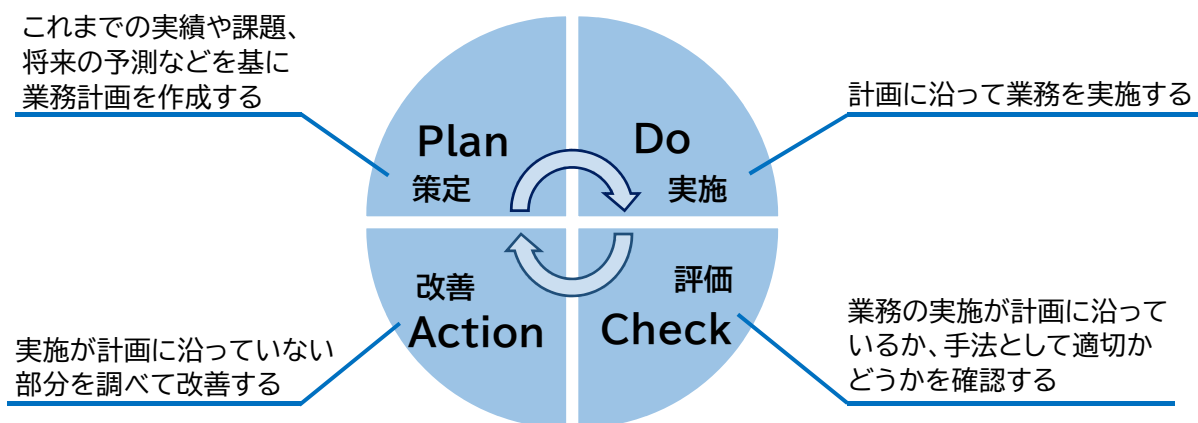 これまでの実績や課題、
将来の予測などを基に
業務計画を作成する
Plan
策定
Do
実施
計画に沿って業務を実施する
評価
Check
業務の実施が計画に沿って
いるか、手法として適切か
どうかを確認する
改善
Action
実施が計画に沿っていない
部分を調べて改善する